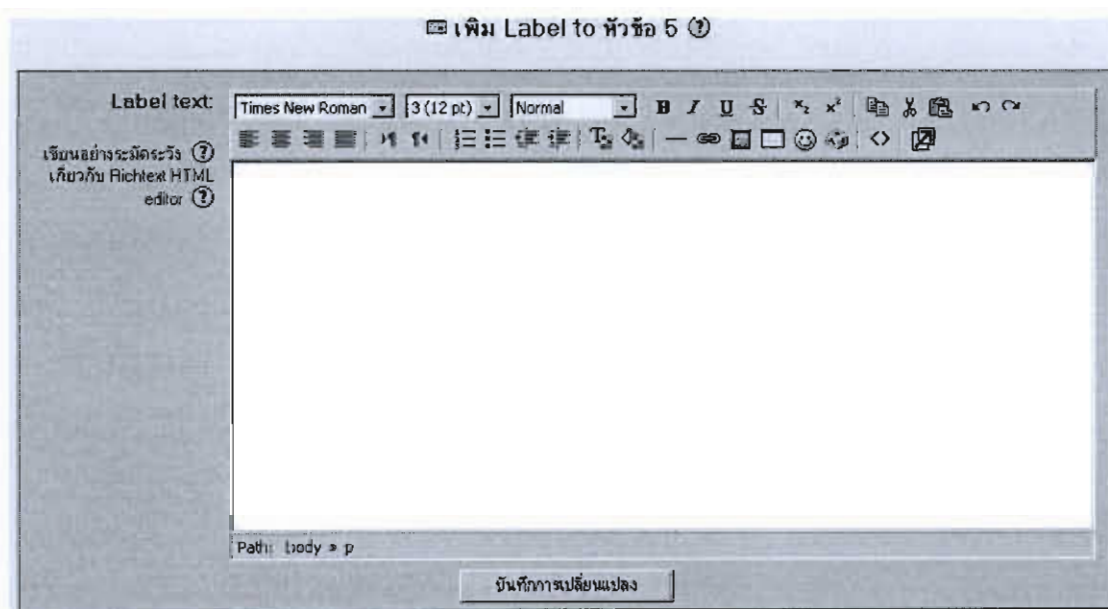 เพิ่ม Label to หัวข้อ 5 ?
Label text:
Times New Roman 3 (12 pt) Normal B I U S x₂ x²
เขียนอย่างระมัดระวัง ?
เกี่ยวกับ Richtext HTML
editor ?
Path: body » p
บันทึกการเปลี่ยนแปลง